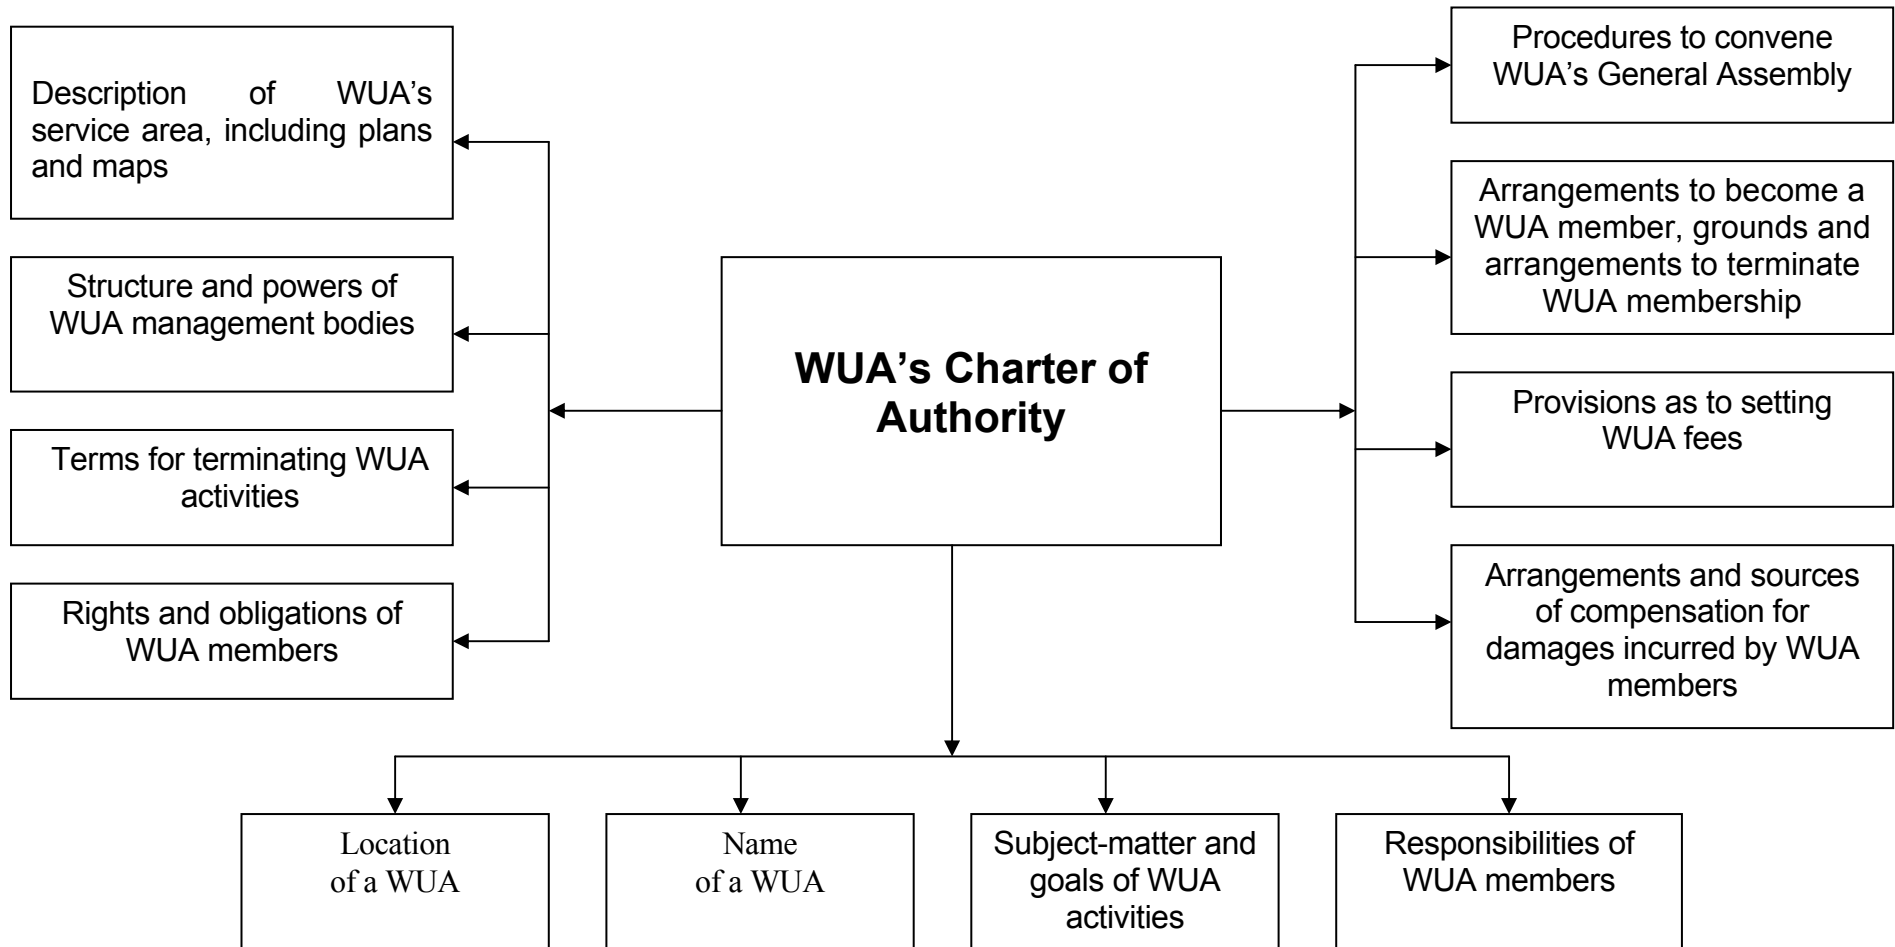 Description of WUA’s
service area, including plans
and maps
Structure and powers of
WUA management bodies
Terms for terminating WUA
activities
Rights and obligations of
WUA members
WUA’s Charter of
Authority
Procedures to convene
WUA’s General Assembly
Arrangements to become a
WUA member, grounds and
arrangements to terminate
WUA membership
Provisions as to setting
WUA fees
Arrangements and sources
of compensation for
damages incurred by WUA
members
Location
of a WUA
Name
of a WUA
Subject-matter and
goals of WUA
activities
Responsibilities of
WUA members